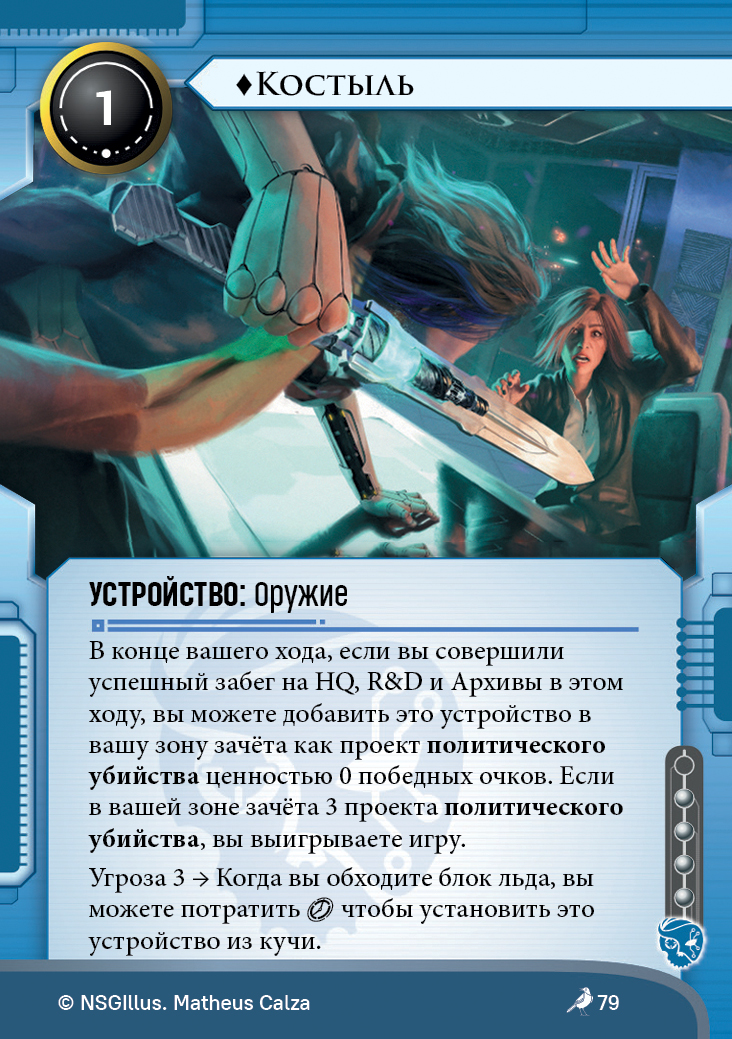 1
♦Костыль
УСТРОЙСТВО: Оружие
В конце вашего хода, если вы совершили
успешный забег на HQ, R&D и Архивы в этом
ходу, вы можете добавить это устройство в
вашу зону зачёта как проект политического
убийства ценностью 0 победных очков. Если
в вашей зоне зачёта 3 проекта политического
убийства, вы выигрываете игру.
Угроза 3 → Когда вы обходите блок льда, вы
можете потратить чтобы установить это
устройство из кучи.
© NSGIllus. Matheus Calza
79